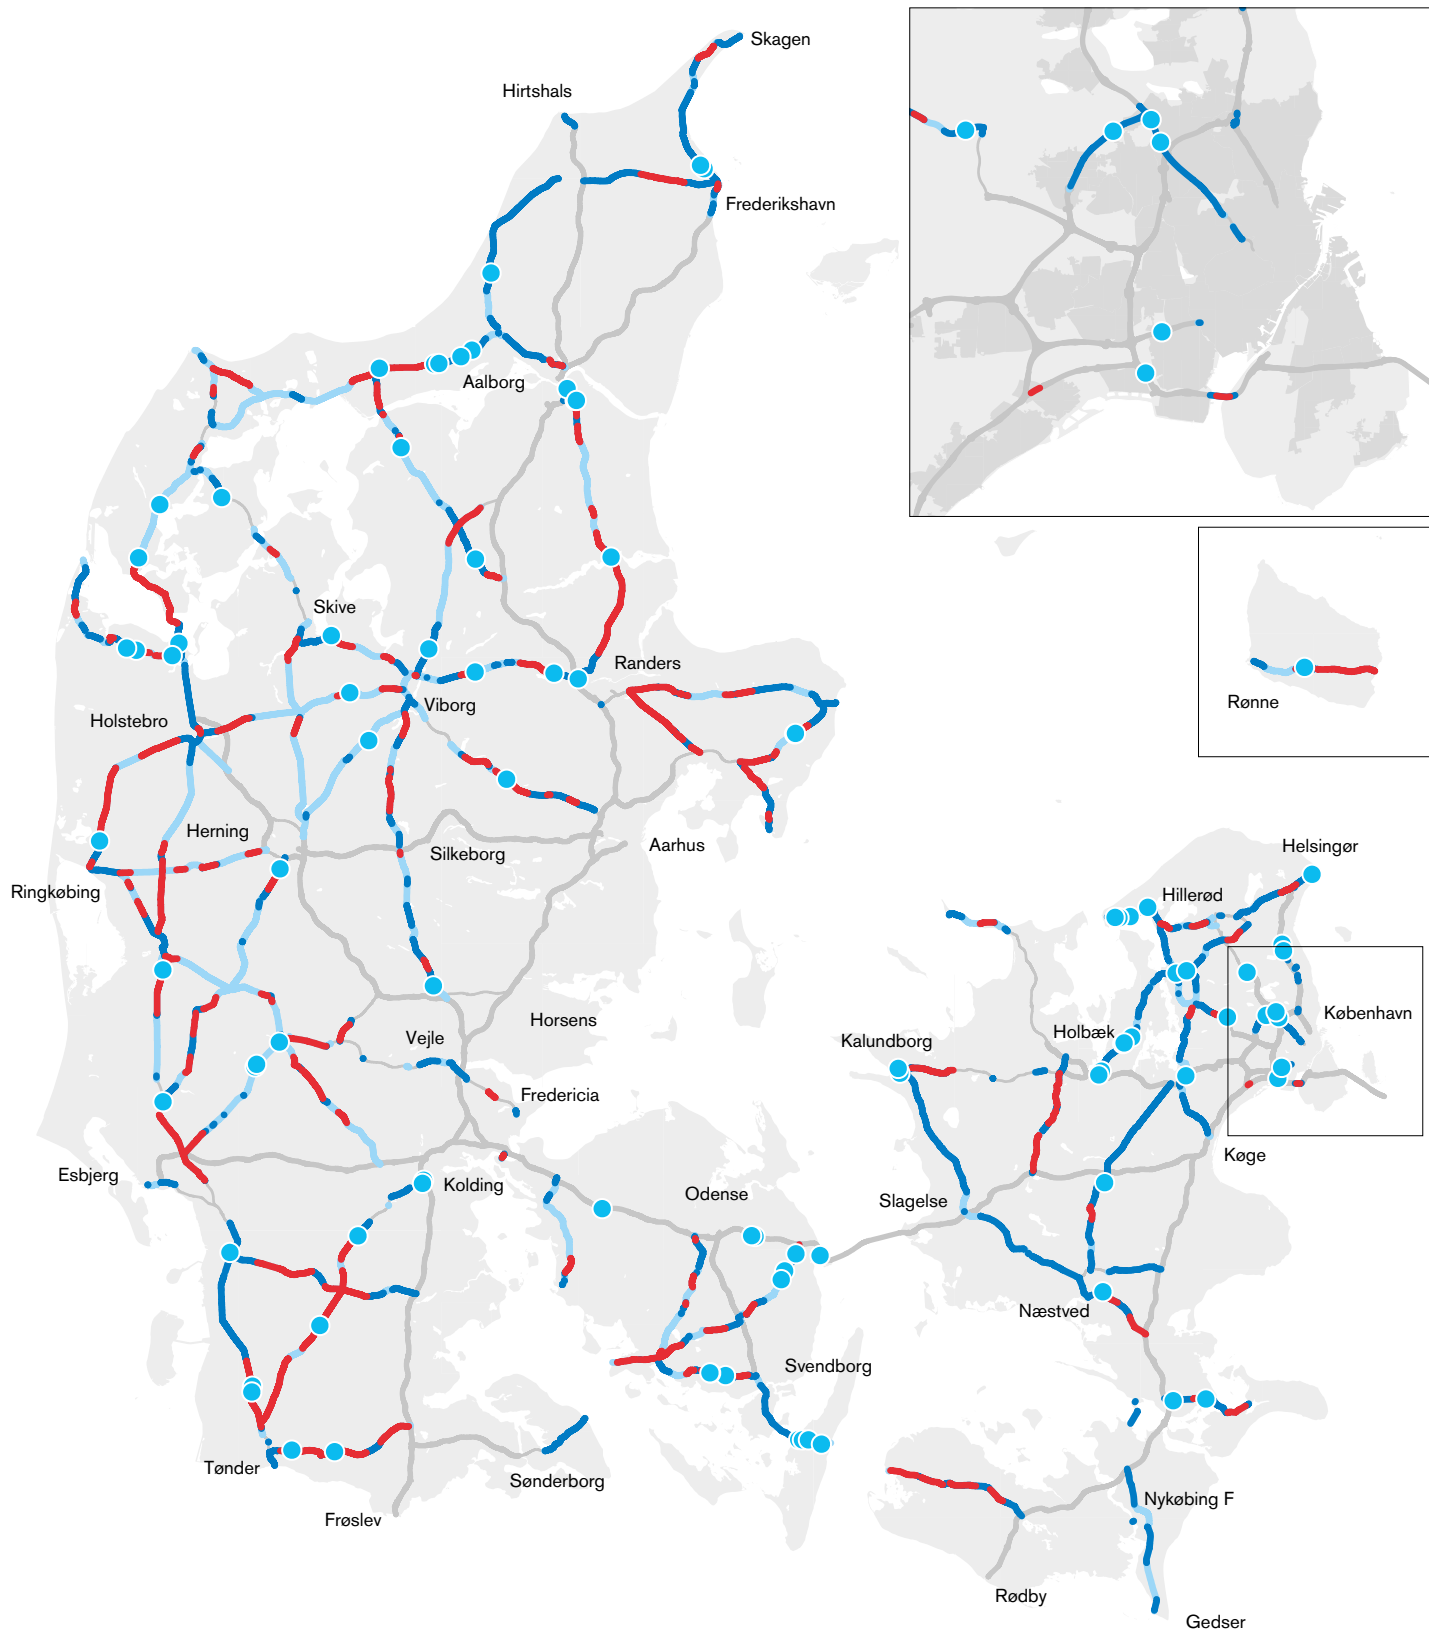 Skagen
Hirtshals
Frederikshavn
Aalborg
Skive
Randers
Rønne
Viborg
Holstebro
Herning
Aarhus
Silkeborg
Helsingør
Ringkøbing
Hillerød
Horsens
København
Vejle
Holbæk
Kalundborg
Fredericia
Køge
Esbjerg
Kolding
Odense
Slagelse
Næstved
Svendborg
Tønder
Sønderborg
Nykøbing F
Frøslev
Rødby
Gedser